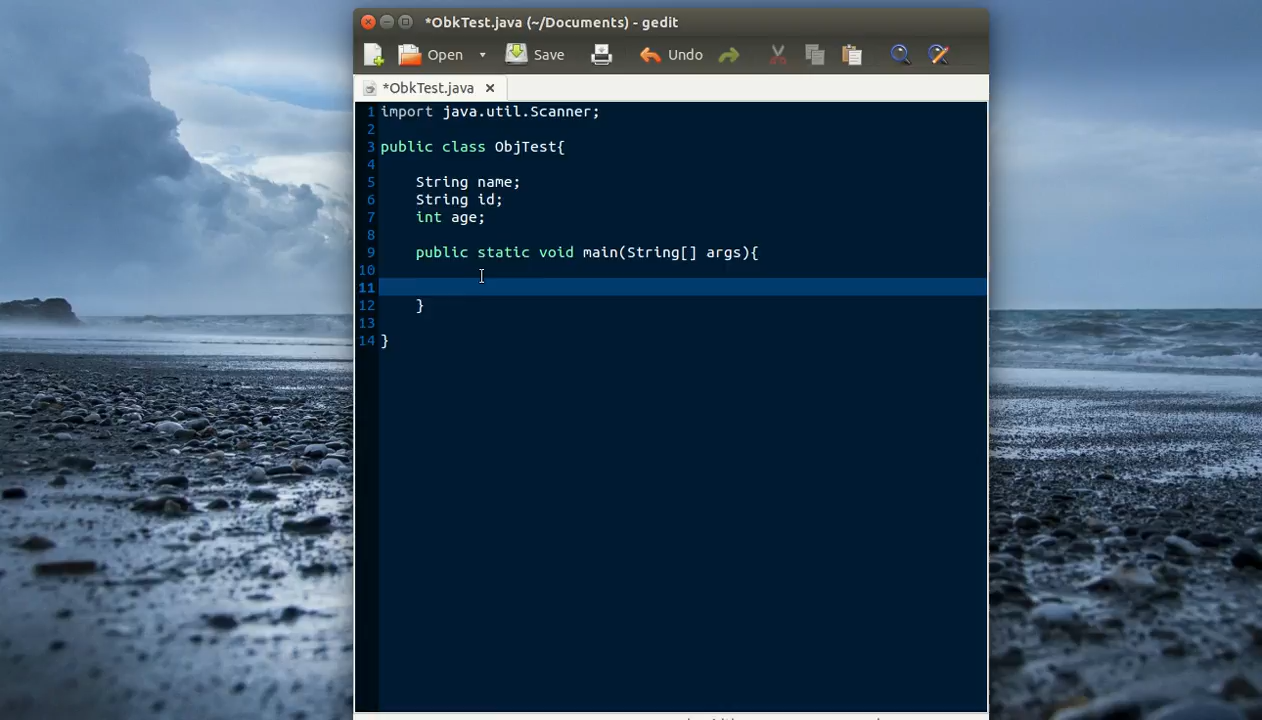 *ObkTest.java (~/Documents) - gedit
Open Save Undo
*ObkTest.java
1 import java.util.Scanner;
2
3 public class ObjTest{
4
5 String name;
6 String id;
7 int age;
8
9 public static void main(String[] args){
10
11
12 }
13
14 }